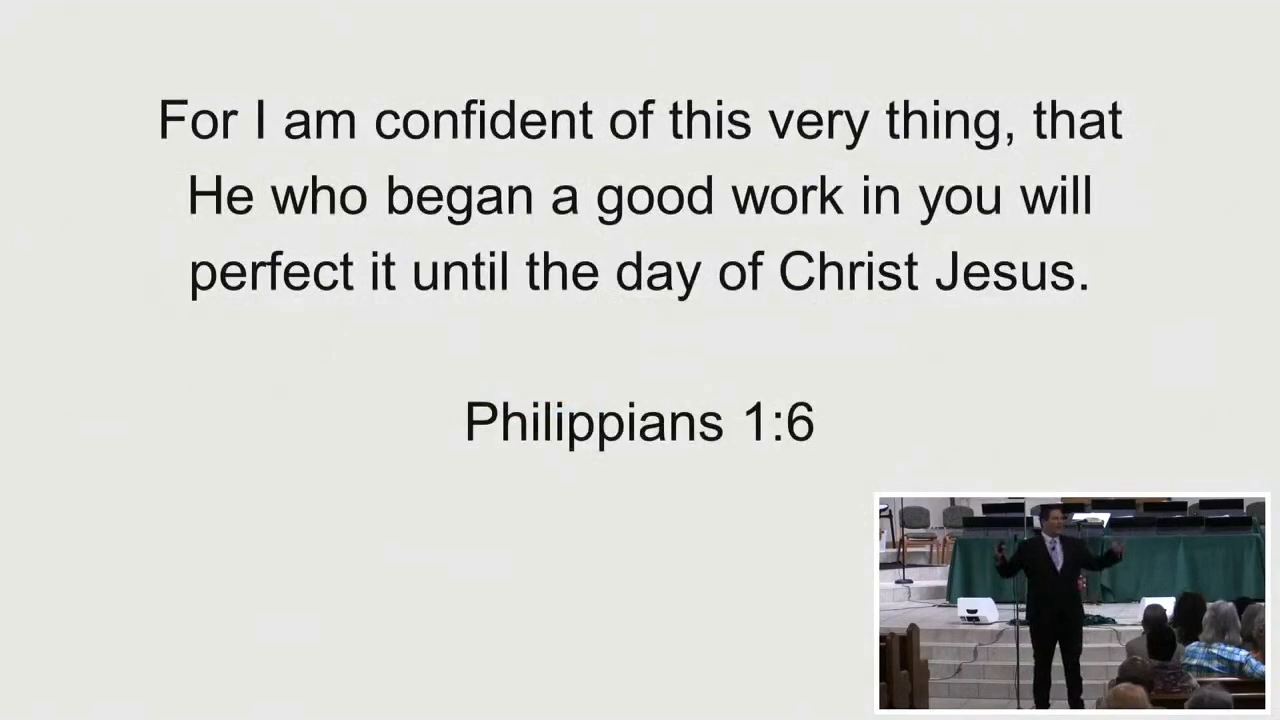 For I am confident of this very thing, that
He who began a good work in you will
perfect it until the day of Christ Jesus.
Philippians 1:6